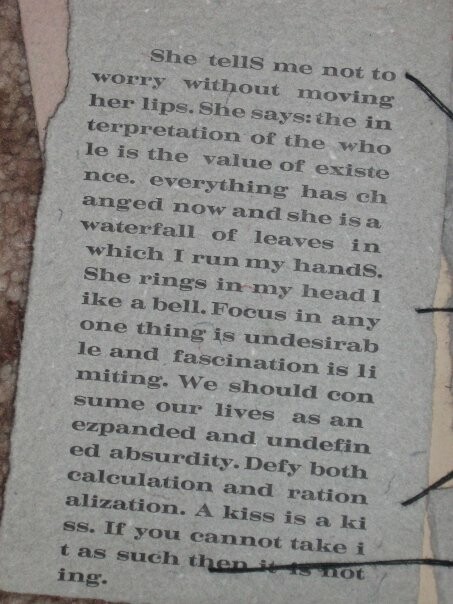 She tellS me not to
worry without moving
her lips. She says: the in
terpretation of the who
le is the value of existe
nce. everything has ch
anged now and she is a
waterfall of leaves in
which I run my handS.
She rings in my head l
ike a bell. Focus in any
one thing is undesirab
le and fascination is li
miting. We should con
sume our lives as an
ezpanded and undefin
ed absurdity. Defy both
calculation and ration
alization. A kiss is a ki
ss. If you cannot take i
t as such then it is not
ing.